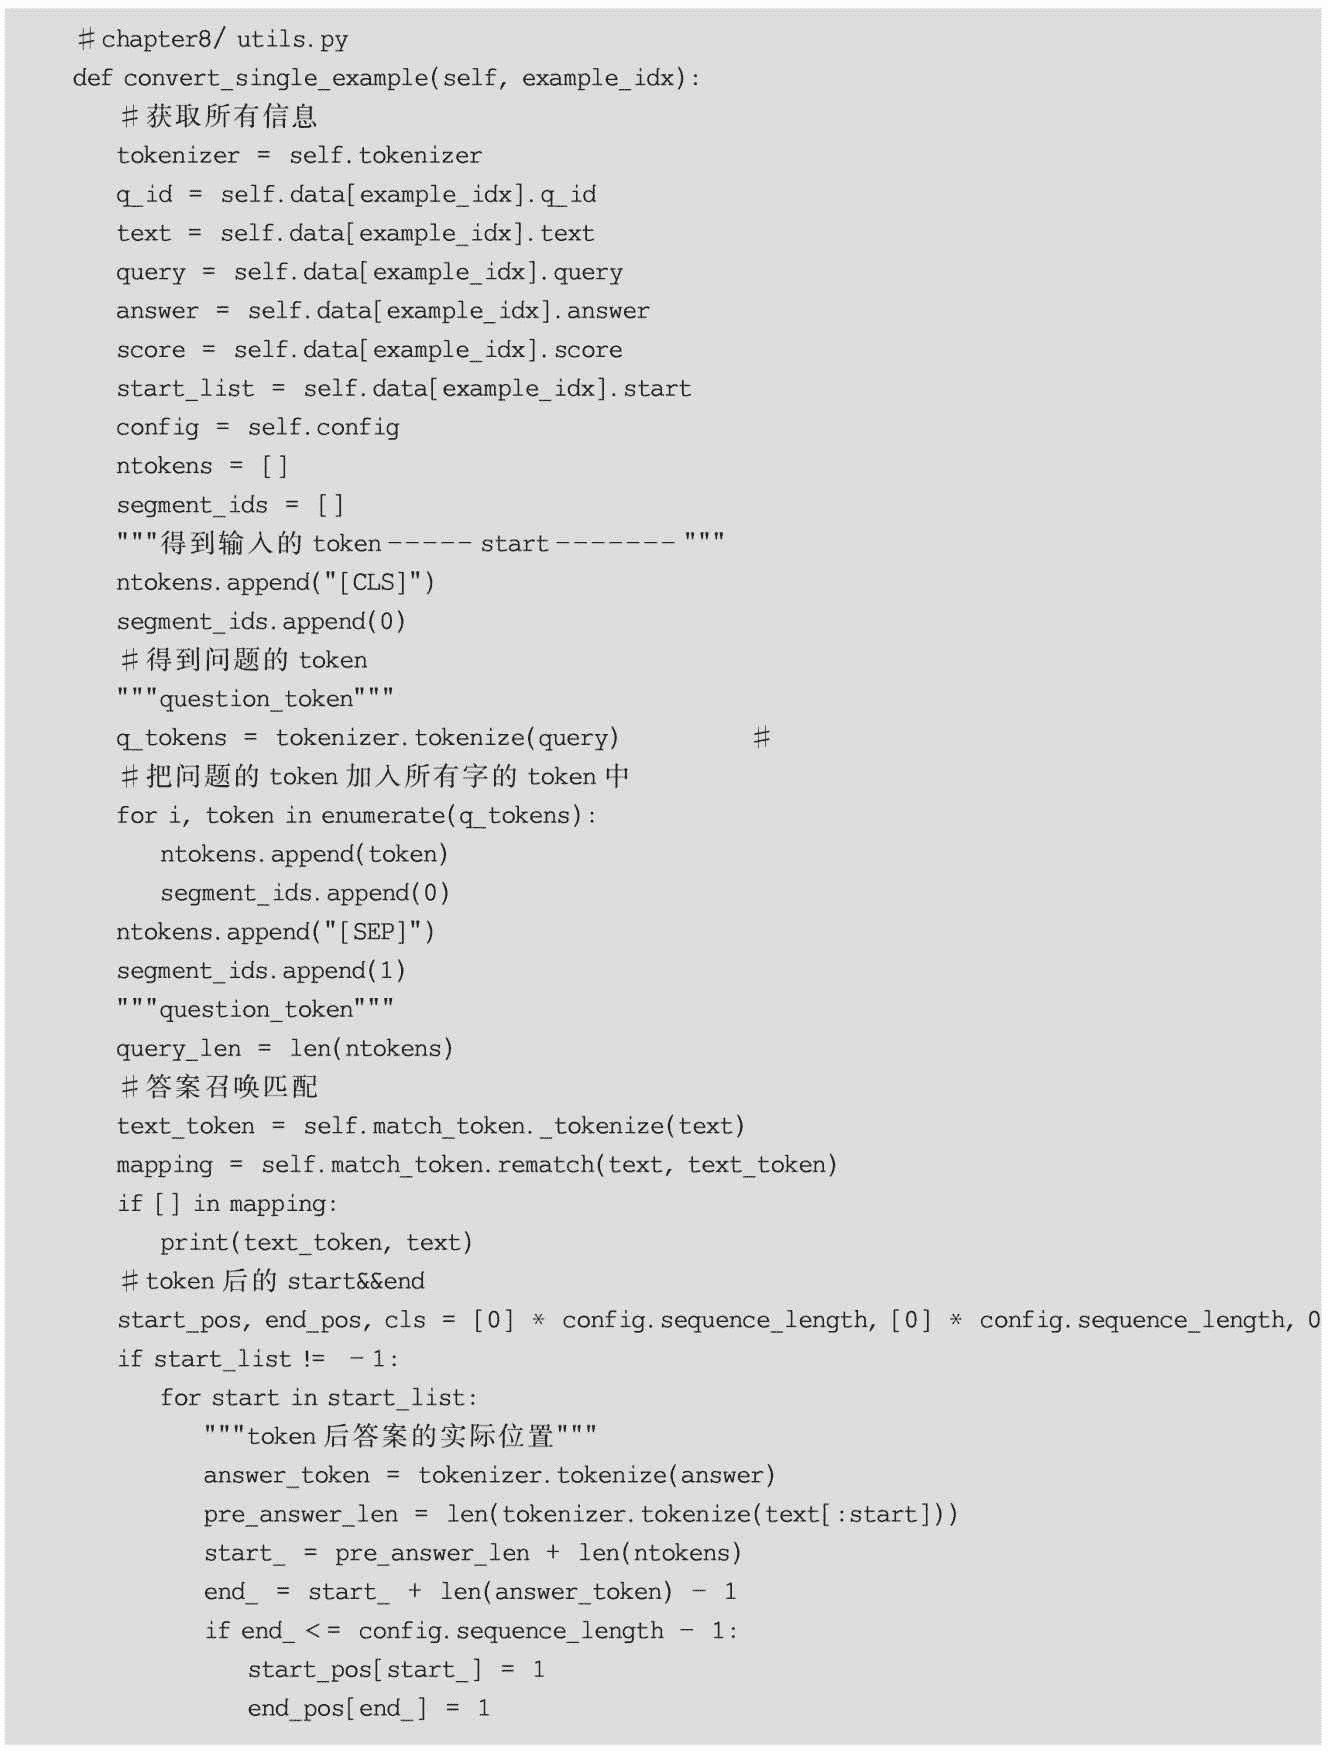 #chapter8/ utils.py
def convert_single_example(self, example_idx):
    #获取所有信息
    tokenizer = self.tokenizer
    q_id = self.data[example_idx].q_id
    text = self.data[example_idx].text
    query = self.data[example_idx].query
    answer = self.data[example_idx].answer
    score = self.data[example_idx].score
    start_list = self.data[example_idx].start
    config = self.config
    ntokens = []
    segment_ids = []
    """得到输入的 token----- start-------"""
    ntokens.append("[CLS]")
    segment_ids.append(0)
    #得到问题的 token
    """question_token"""
    q_tokens = tokenizer.tokenize(query)          #
    #把问题的 token 加入所有字的 token 中
    for i, token in enumerate(q_tokens):
        ntokens.append(token)
        segment_ids.append(0)
    ntokens.append("[SEP]")
    segment_ids.append(1)
    """question_token"""
    query_len = len(ntokens)
    #答案召唤匹配
    text_token = self.match_token._tokenize(text)
    mapping = self.match_token.rematch(text, text_token)
    if [] in mapping:
        print(text_token, text)
    #token 后的 start&&end
    start_pos, end_pos, cls = [0] * config.sequence_length, [0] * config.sequence_length, 0
    if start_list != -1:
        for start in start_list:
            """token 后答案的实际位置"""
            answer_token = tokenizer.tokenize(answer)
            pre_answer_len = len(tokenizer.tokenize(text[:start]))
            start_ = pre_answer_len + len(ntokens)
            end_ = start_ + len(answer_token) - 1
            if end_ <= config.sequence_length - 1:
                start_pos[start_] = 1
                end_pos[end_] = 1